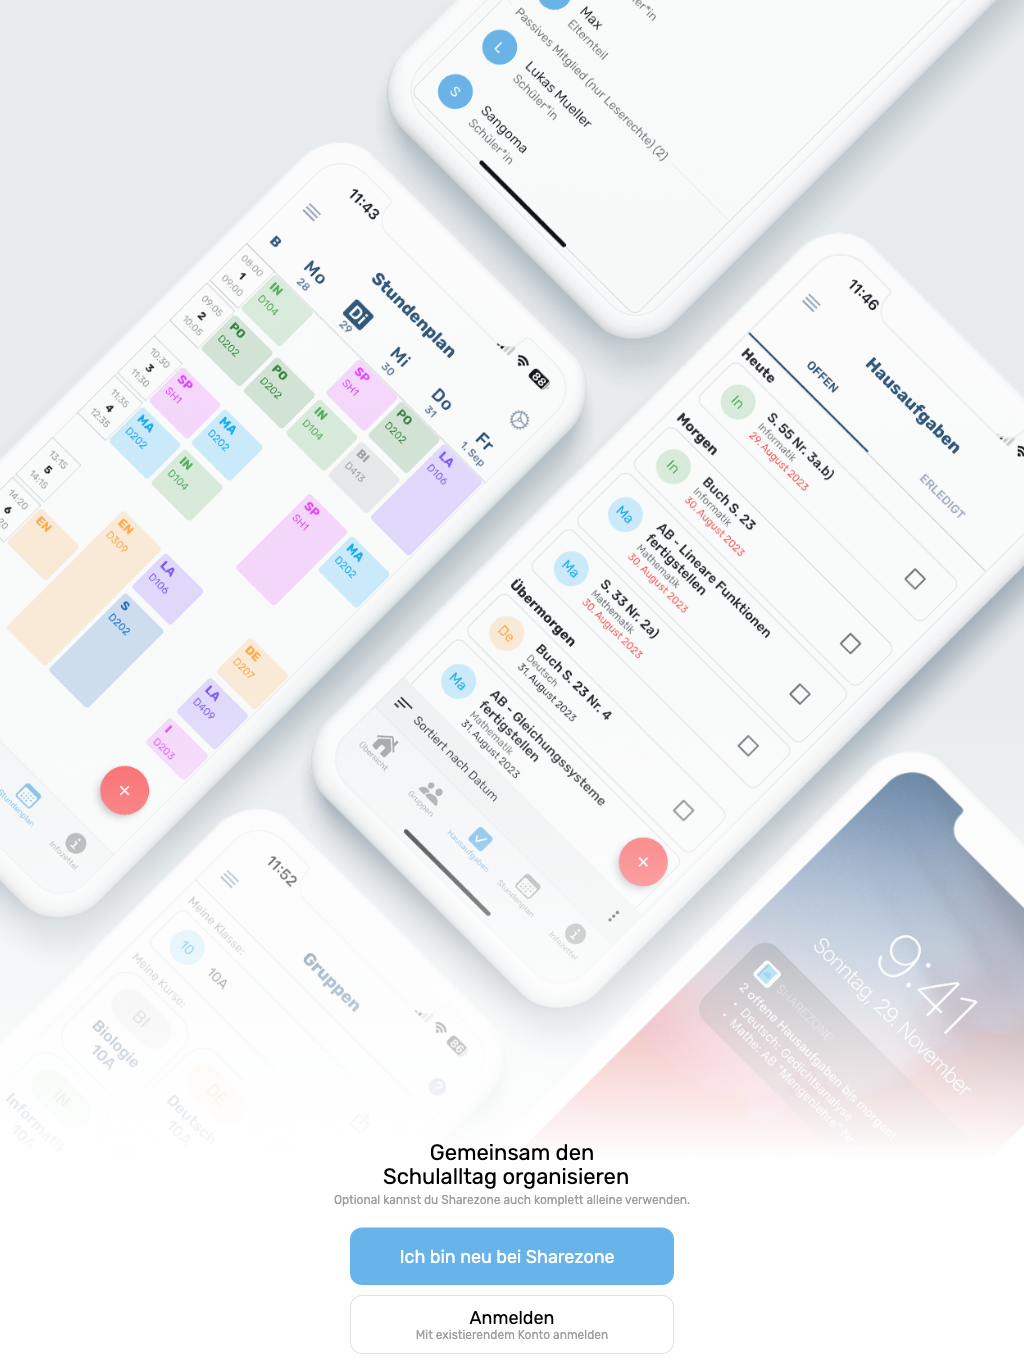 Max
Elternteil
Passives Mitglied (nur Leserechte) (2)
L
Lukas Mueller
Schüler*in
S
Sangoma
Schüler*in
11:43
Stundenplan
88
B
Mo
28
Di
29
Mi
30
Do
31
Fr
1. Sep
08:00
1
09:00
09:05
2
10:05
10:30
3
11:30
11:35
4
12:35
13:15
5
14:15
14:20
6
IN
D104
PO
D202
SP
SH1
MA
D202
EN
PO
D202
IN
D104
MA
D202
IN
D104
EN
D309
SP
SH1
PO
D202
BI
D413
LA
D106
S
D202
LA
D106
SP
SH1
MA
D202
DE
D207
LA
D409
I
D203
Stundenplan
Infozettel
11:46
Hausaufgaben
OFFEN
ERLEDIGT
Heute
In
S. 55 Nr. 3a,b)
Informatik
29. August 2023
Morgen
In
Buch S. 23
Informatik
30. August 2023
Ma
AB - Lineare Funktionen
fertigstellen
Mathematik
30. August 2023
Ma
S. 33 Nr. 2a)
Mathematik
30. August 2023
Übermorgen
De
Buch S. 23 Nr. 4
Deutsch
31. August 2023
Ma
AB - Gleichungssysteme
fertigstellen
Mathematik
31. August 2023
Sortiert nach Datum
Übersicht
Gruppen
Hausaufgaben
Stundenplan
Infozettel
11:52
Gruppen
86
Meine Klasse:
10
10A
Meine Kurse:
BI
Biologie
10A
IN
Informatik
10A
DE
Deutsch
10A
9:41
Sonntag, 29. November
SHAREZONE
2 offene Hausaufgaben bis morgen!
• Deutsch: Gedichtsanalyse
• Mathe: AB "Mengenlehre" Nr.
Gemeinsam den
Schulalltag organisieren
Optional kannst du Sharezone auch komplett alleine verwenden.
Ich bin neu bei Sharezone
Anmelden
Mit existierendem Konto anmelden